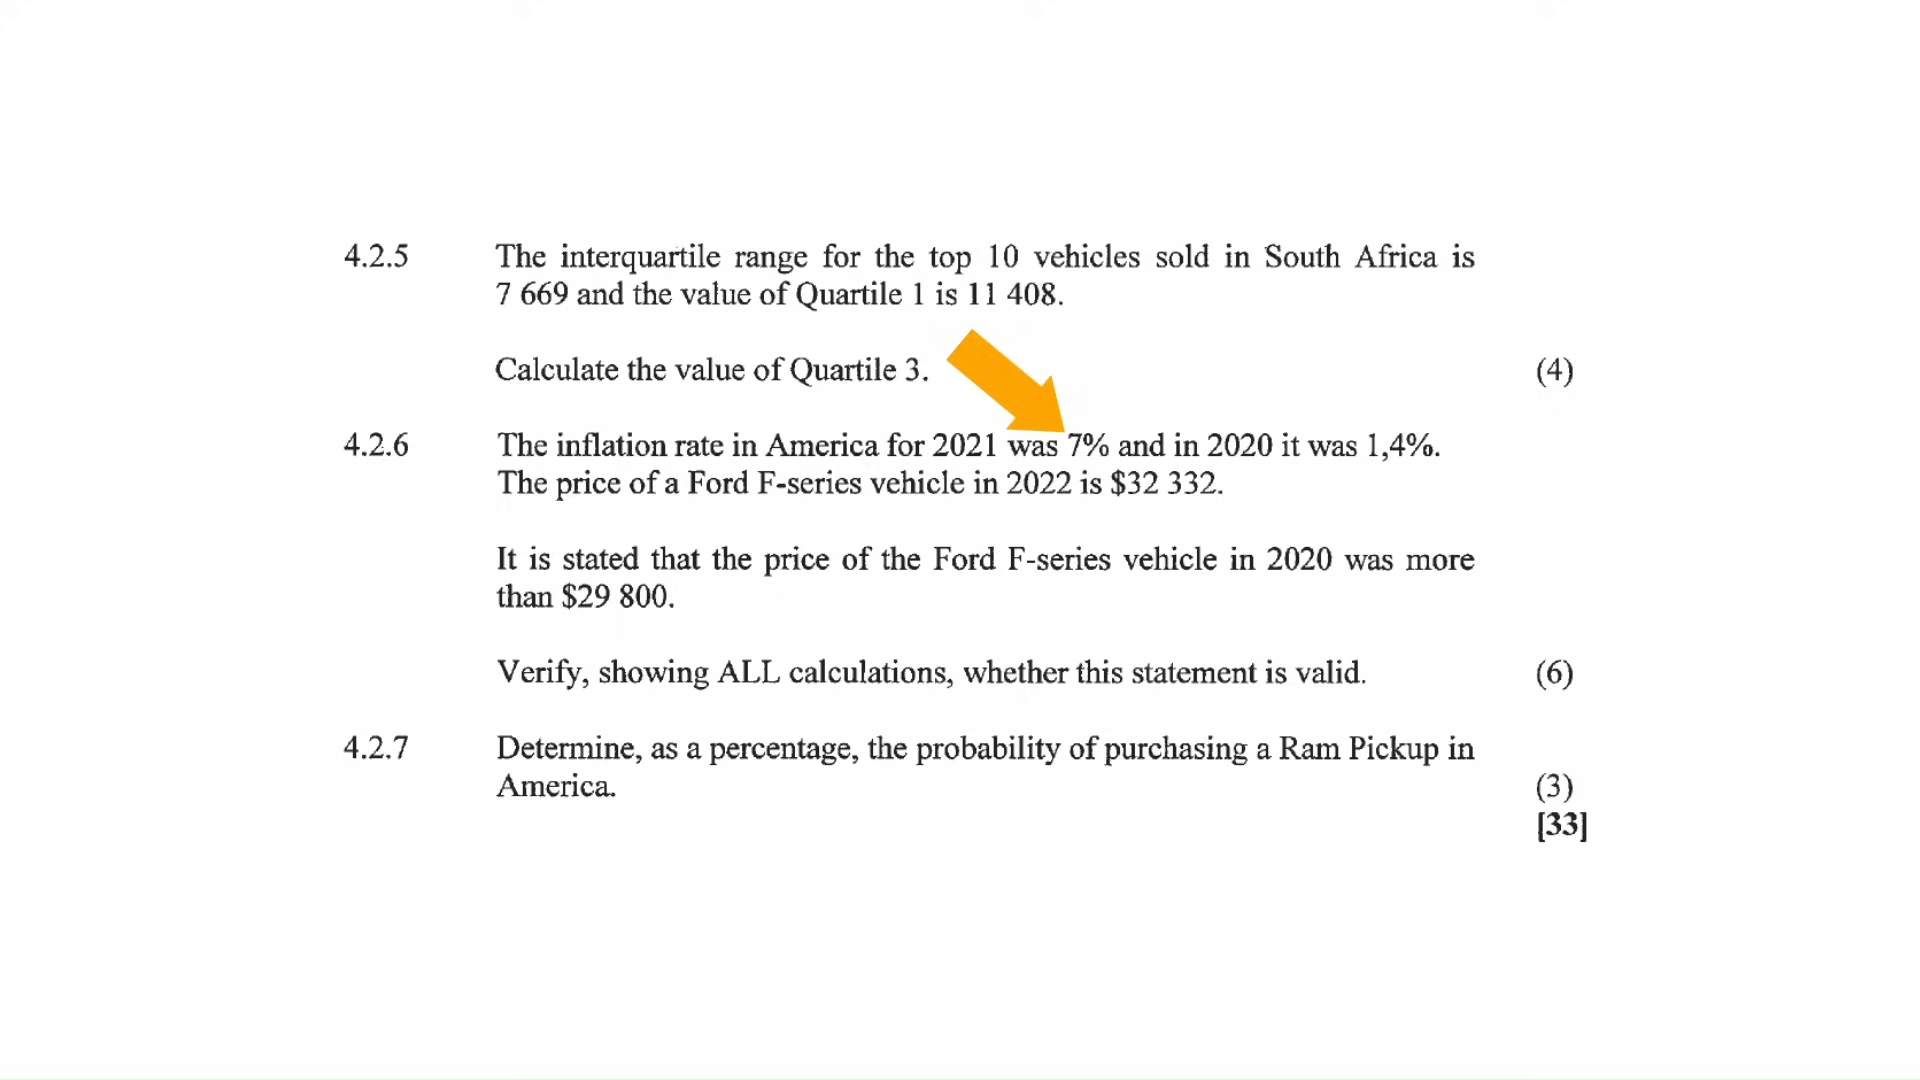 4.2.5 The interquartile range for the top 10 vehicles sold in South Africa is
7 669 and the value of Quartile 1 is 11 408.
Calculate the value of Quartile 3. (4)
4.2.6 The inflation rate in America for 2021 was 7% and in 2020 it was 1,4%.
The price of a Ford F-series vehicle in 2022 is $32 332.
It is stated that the price of the Ford F-series vehicle in 2020 was more
than $29 800.
Verify, showing ALL calculations, whether this statement is valid. (6)
4.2.7 Determine, as a percentage, the probability of purchasing a Ram Pickup in
America. (3)
[33]